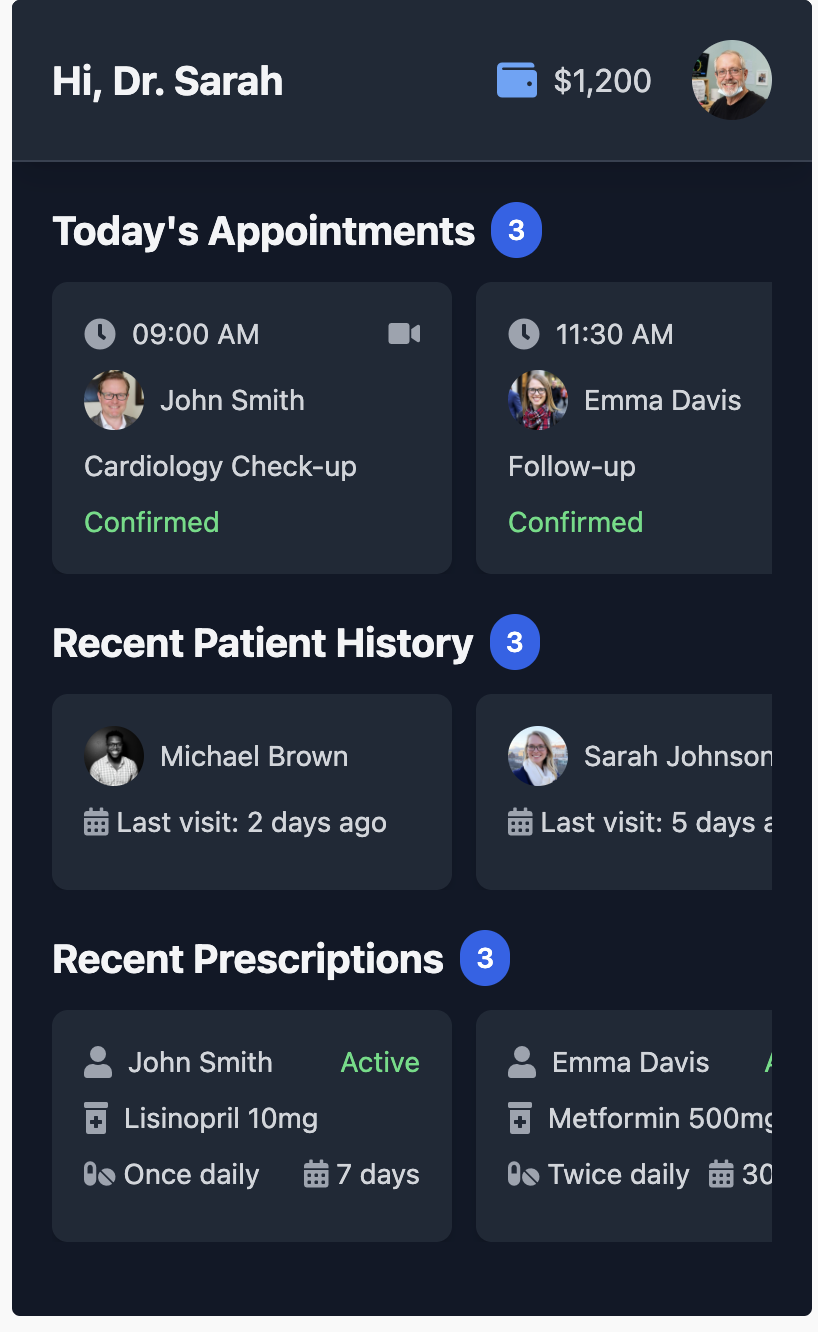 Hi, Dr. Sarah
$1,200
Today's Appointments 3
09:00 AM
John Smith
Cardiology Check-up
Confirmed
11:30 AM
Emma Davis
Follow-up
Confirmed
Recent Patient History 3
Michael Brown
Last visit: 2 days ago
Sarah Johnson
Last visit: 5 days a
Recent Prescriptions 3
John Smith Active
Lisinopril 10mg
Once daily 7 days
Emma Davis A
Metformin 500mg
Twice daily 30